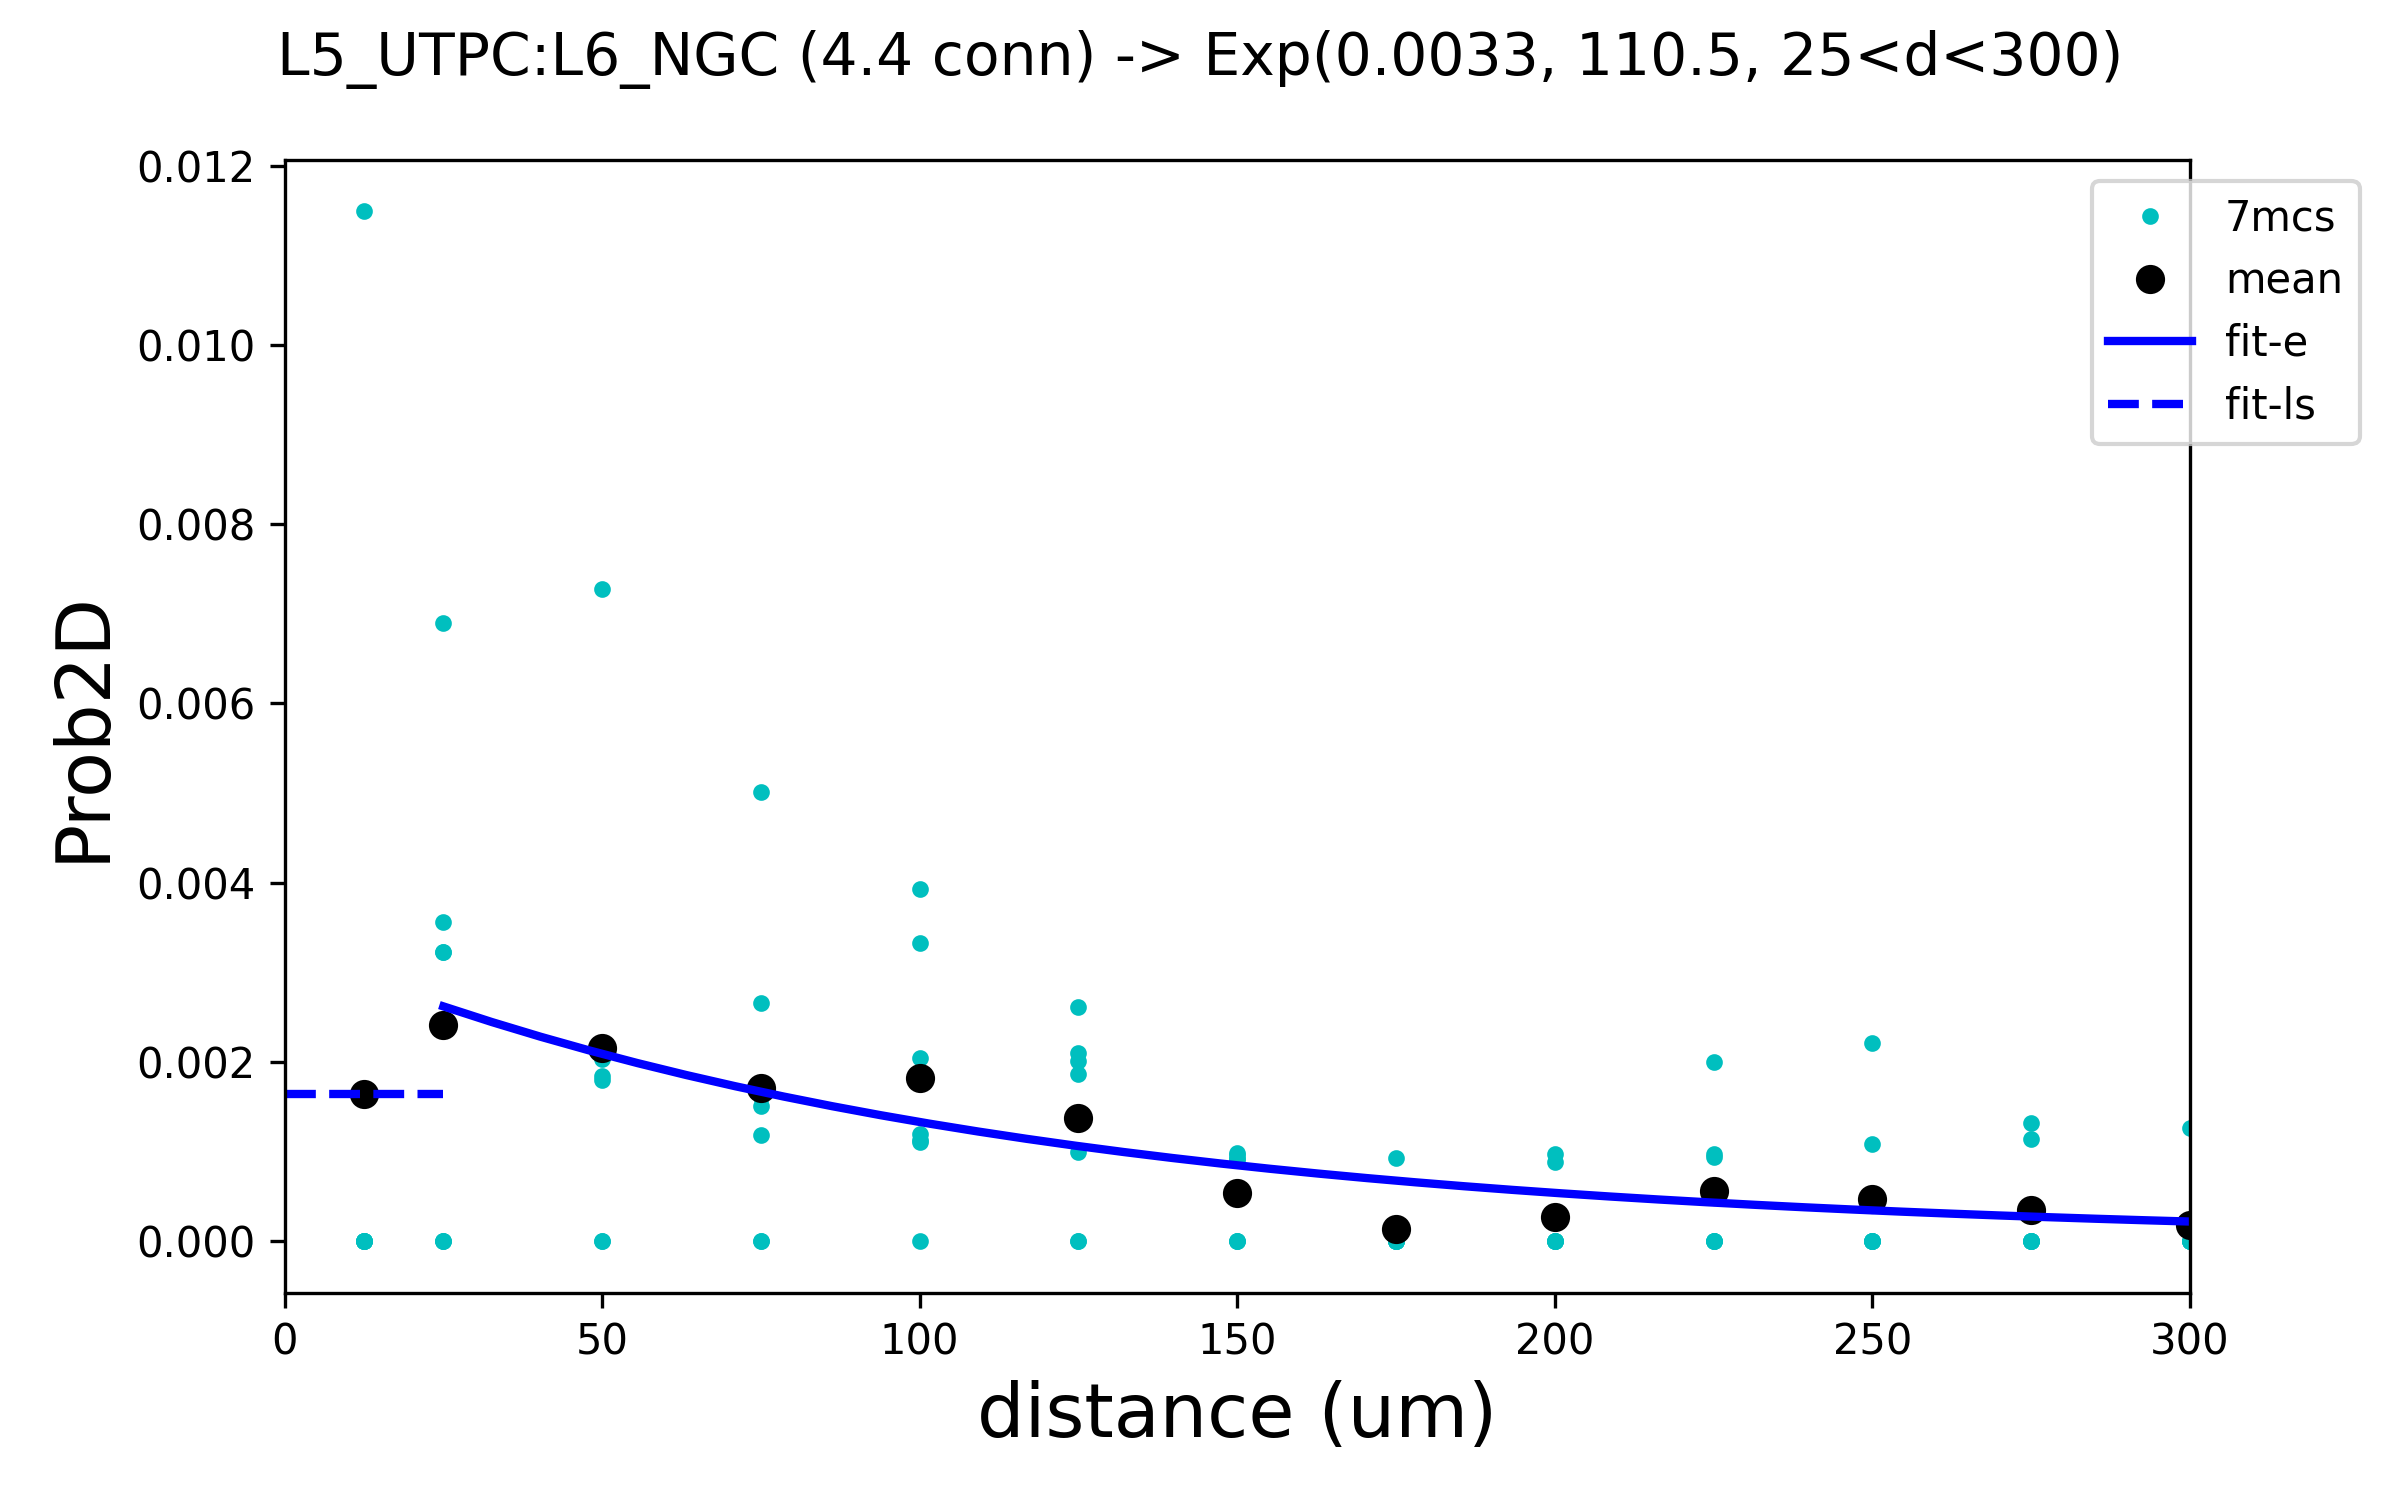 L5_UTPC:L6_NGC (4.4 conn) -> Exp(0.0033, 110.5, 25<d<300)
0.012
0.010
0.008
0.006
0.004
0.002
0.000
Prob2D
7mcs
mean
fit-e
fit-ls
0 50 100 150 200 250 300
distance (um)